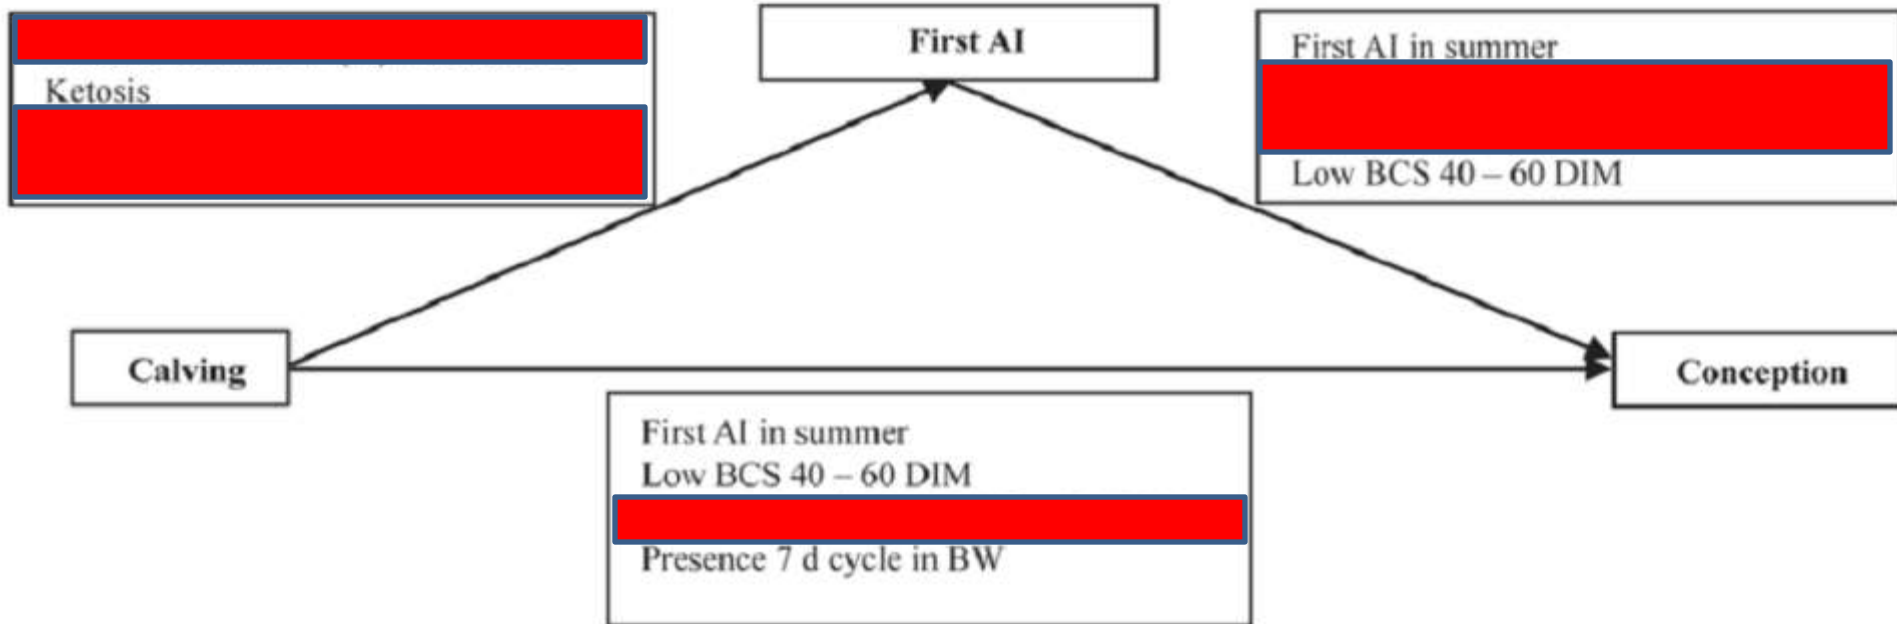 Ketosis
First AI
First AI in summer
Low BCS 40 – 60 DIM
Calving
Conception
First AI in summer
Low BCS 40 – 60 DIM
Presence 7 d cycle in BW